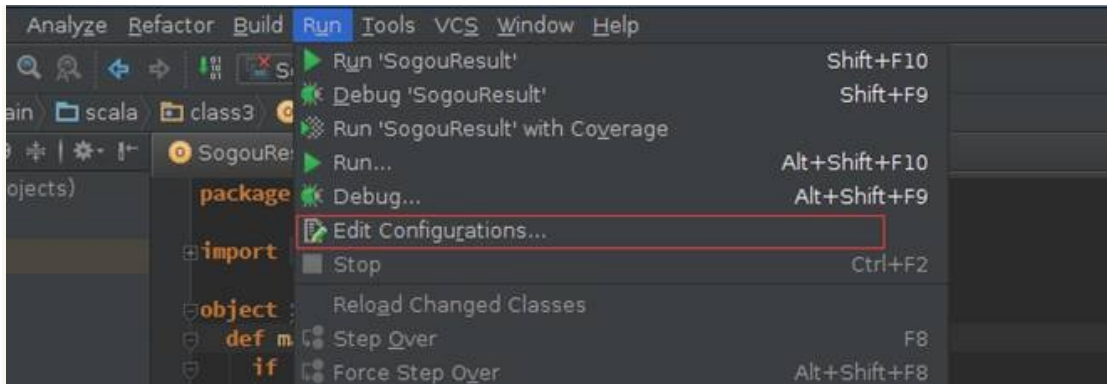 Analyze Refactor Build Run Tools VCS Window Help
Run 'SogouResult' Shift+F10
Debug 'SogouResult' Shift+F9
scala class3
Run 'SogouResult' with Coverage
SogouRe
Run... Alt+Shift+F10
ojects)
package
Debug... Alt+Shift+F9
Edit Configurations...
import
Stop Ctrl+F2
Reload Changed Classes
object
def m
Step Over F8
if
Force Step Over Alt+Shift+F8